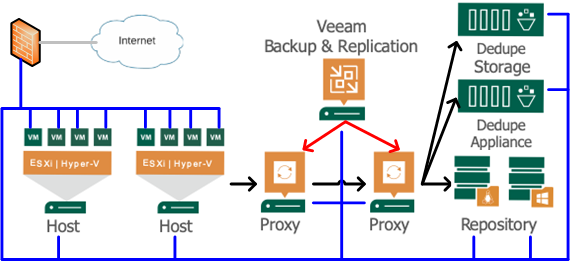 Internet
Veeam
Backup & Replication
Dedupe
Storage
Dedupe
Appliance
VM VM VM VM
VM VM VM VM
ESXi | Hyper-V
ESXi | Hyper-V
Host
Host
Proxy
Proxy
Repository